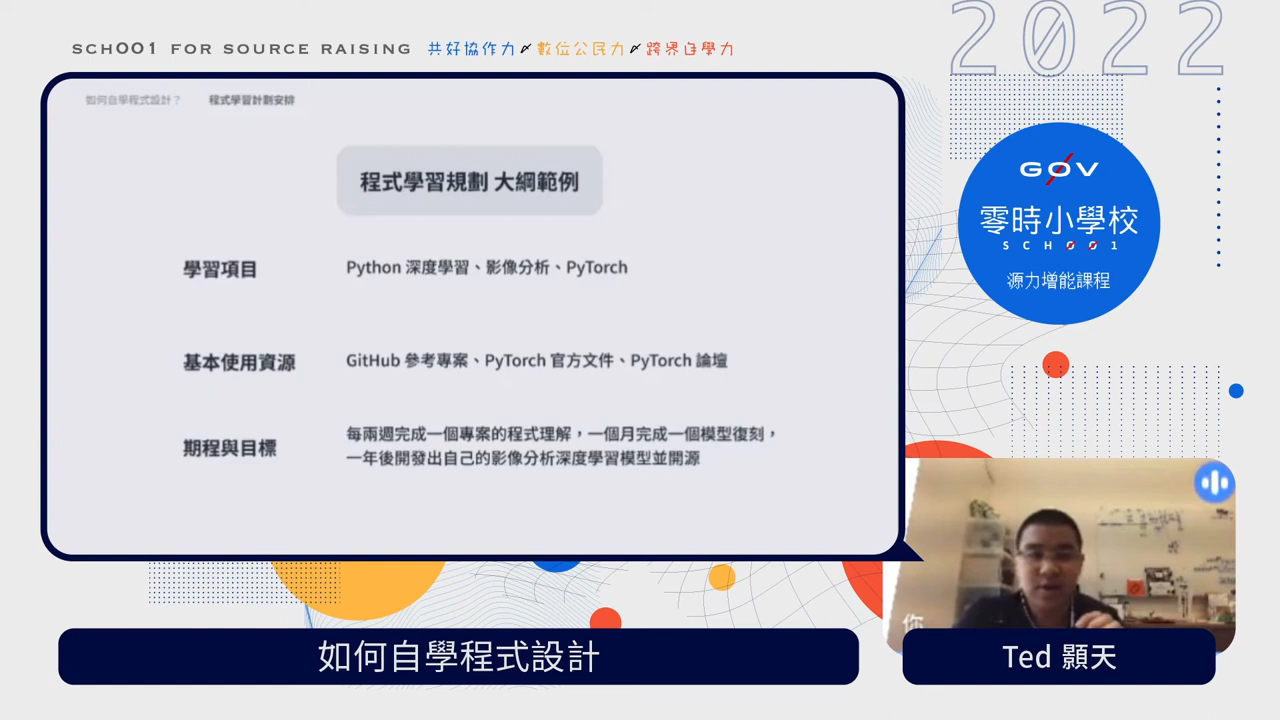 SCH001 FOR SOURCE RAISING 共好協作力 數位公民力 跨界自學力
2022
如何自學程式設計？ 程式學習計劃安排
程式學習規劃 大綱範例
學習項目 Python 深度學習、影像分析、PyTorch
基本使用資源 GitHub 參考專案、PyTorch 官方文件、PyTorch 論壇
期程與目標 每兩週完成一個專案的程式理解，一個月完成一個模型復刻，
一年後開發出自己的影像分析深度學習模型並開源
G0V
零時小學校
SCH001
源力增能課程
你
如何自學程式設計
Ted 顥天